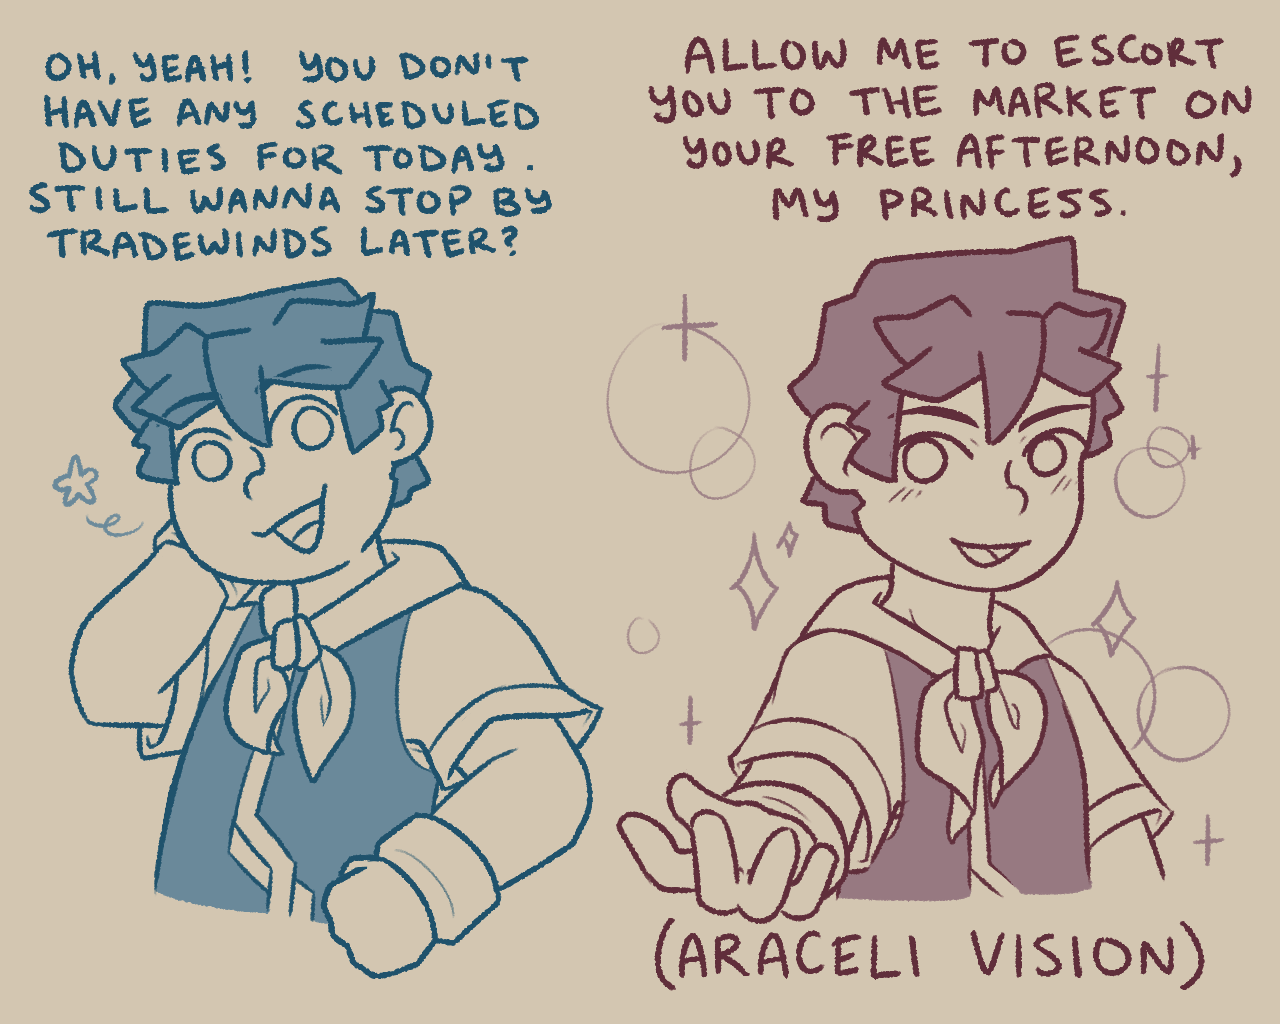 OH, YEAH! YOU DON'T
HAVE ANY SCHEDULED
DUTIES FOR TODAY.
STILL WANNA STOP BY
TRADEWINDS LATER?
ALLOW ME TO ESCORT
YOU TO THE MARKET ON
YOUR FREE AFTERNOON,
MY PRINCESS.
(ARACELI VISION)